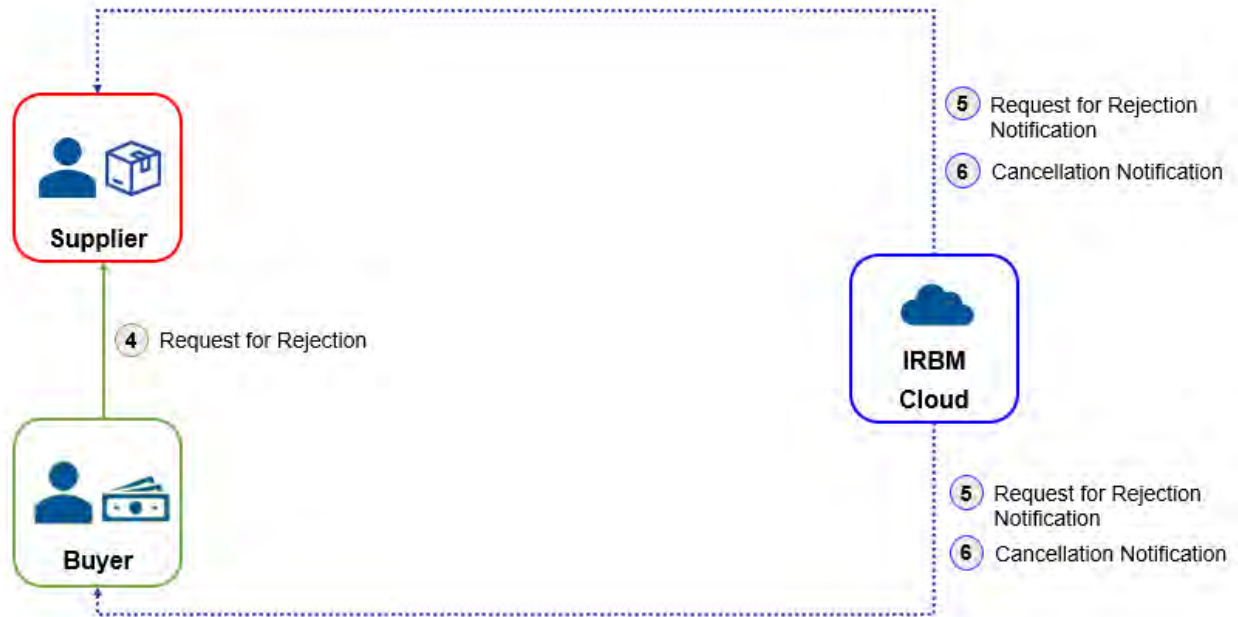 5 Request for Rejection
Notification
6 Cancellation Notification
Supplier
4 Request for Rejection
IRBM
Cloud
5 Request for Rejection
Notification
6 Cancellation Notification
Buyer